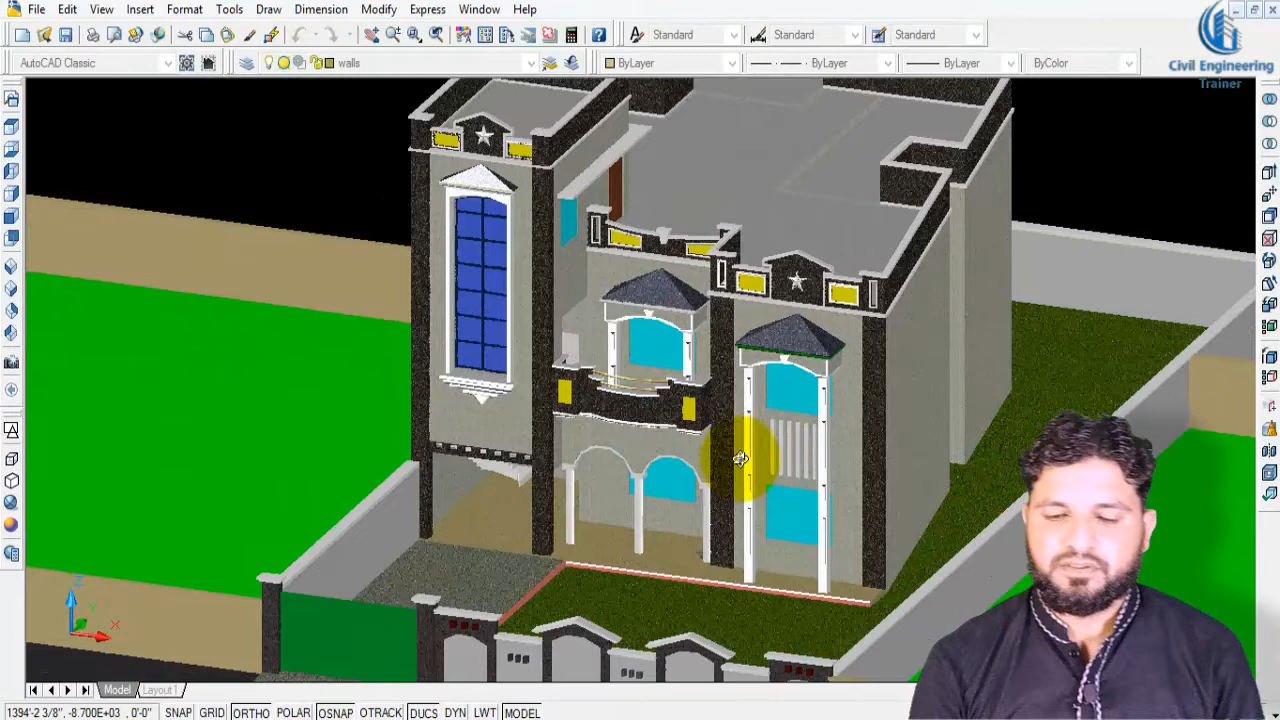 File Edit View Insert Format Tools Draw Dimension Modify Express Window Help
Standard Standard Standard
AutoCAD Classic walls ByLayer ByLayer ByLayer ByColor
Civil Engineering
Trainer
Z
Y
X
Model Layout1
1394'-2 3/8", -8.700E+03 , 0'-0" SNAP GRID ORTHO POLAR OSNAP OTRACK DUCS DYN LWT MODEL